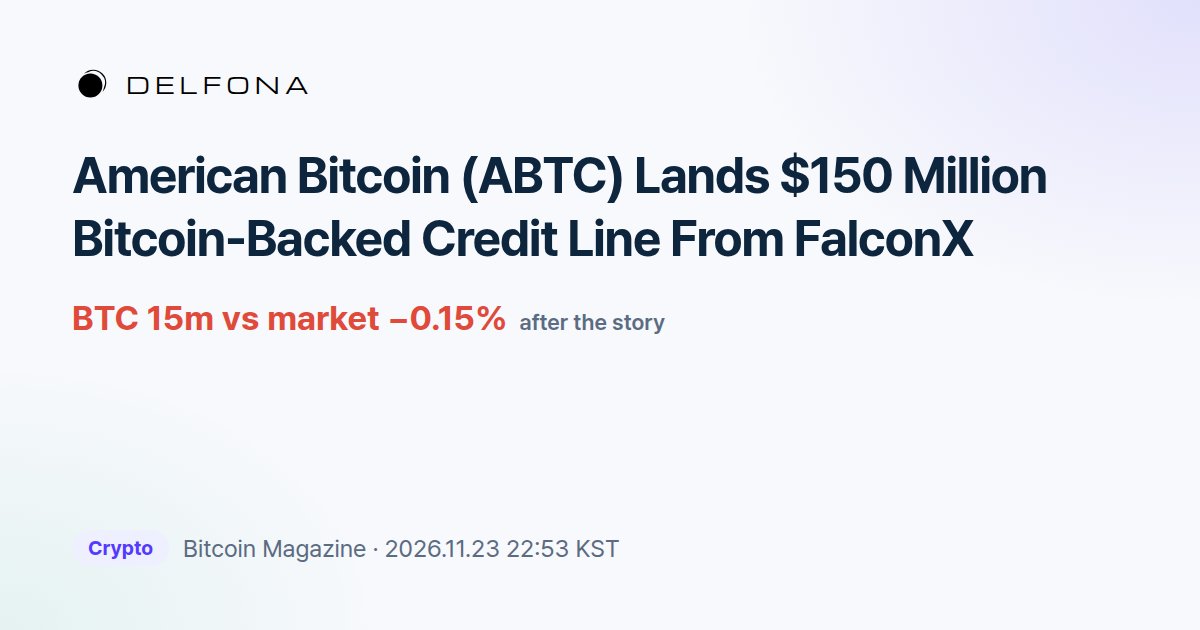 DELFONA
American Bitcoin (ABTC) Lands $150 Million
Bitcoin-Backed Credit Line From FalconX
BTC 15m vs market −0.15% after the story
Crypto Bitcoin Magazine · 2026.11.23 22:53 KST